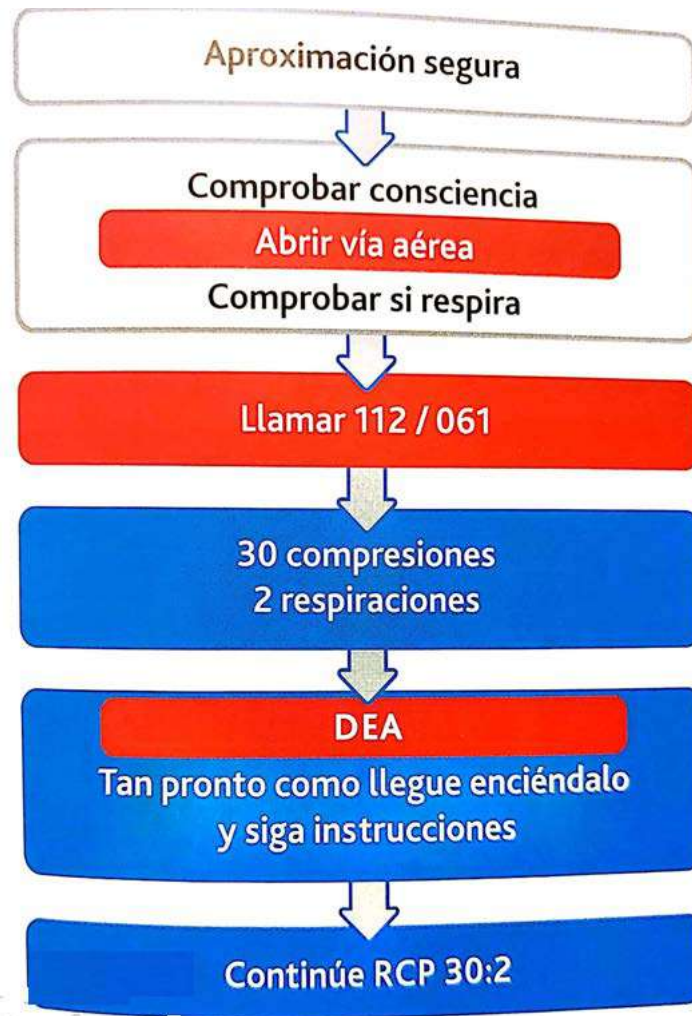 Aproximación segura
Comprobar consciencia
Abrir vía aérea
Comprobar si respira
Llamar 112 / 061
30 compresiones
2 respiraciones
DEA
Tan pronto como llegue enciéndalo
y siga instrucciones
Continúe RCP 30:2